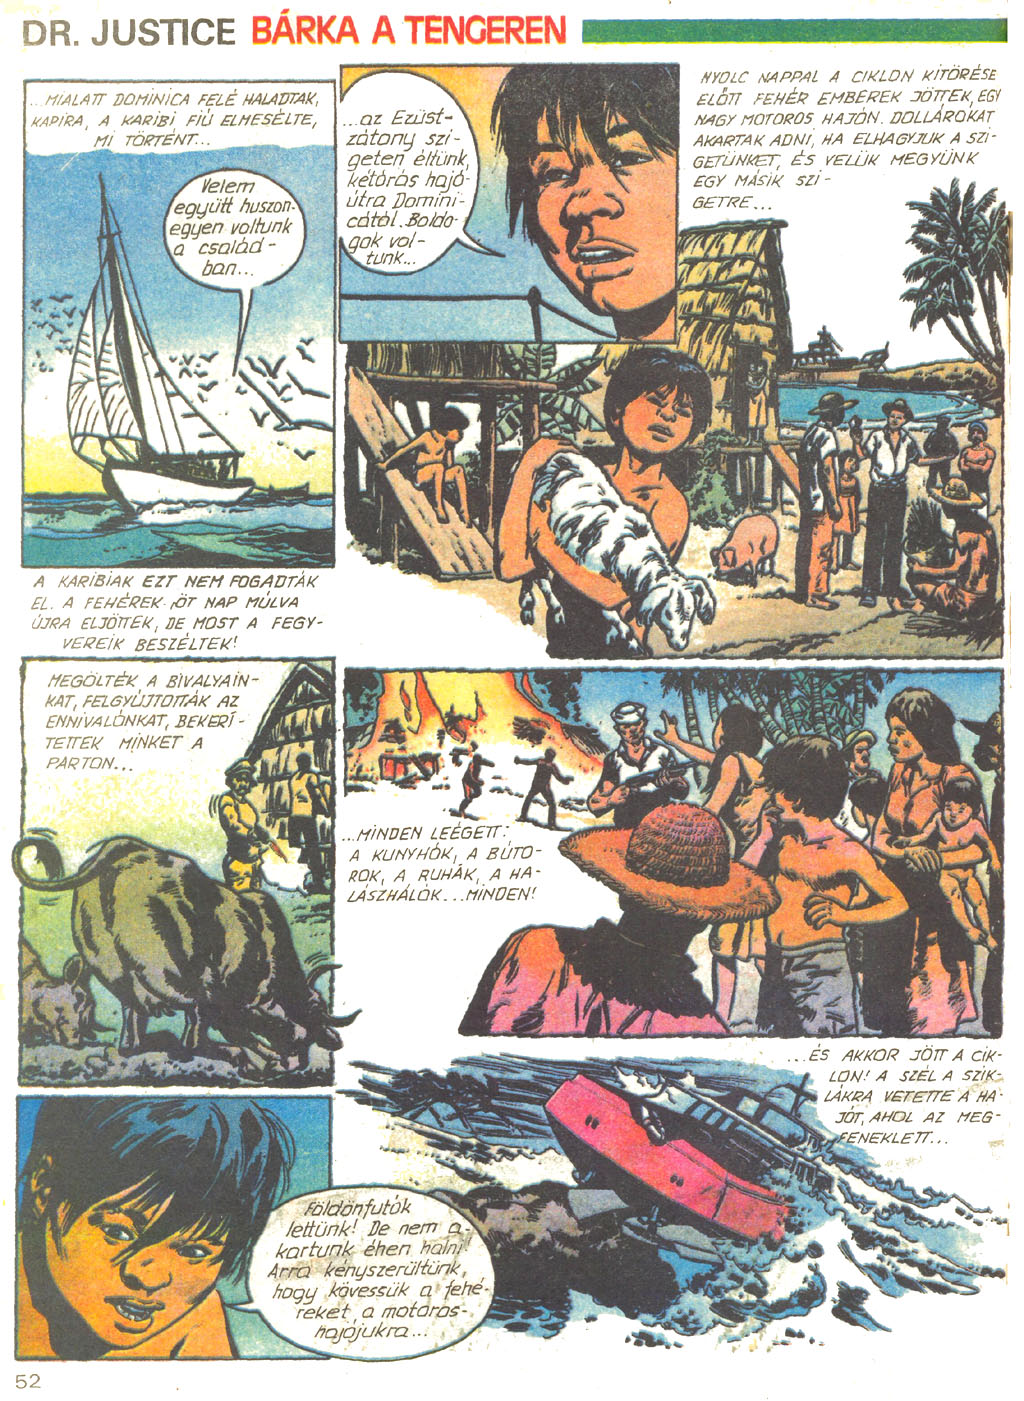 DR. JUSTICE BÁRKA A TENGEREN
...MIALATT DOMINICA FELÉ HALADTAK,
KAPIRA, A KARIBI FIÚ ELMESÉLTE,
MI TÖRTÉNT...
Velem
együtt huszon-
egyen voltunk
a család-
ban...
...az Ezüst-
zátony szi-
geten éltünk,
kétórás hajó-
útra Domini-
cától. Boldo-
gok vol-
tunk...
NYOLC NAPPAL A CIKLON KITÖRÉSE
ELŐTT FEHÉR EMBEREK JÖTTEK, EGY
NAGY MOTOROS HAJÓN. DOLLÁROKAT
AKARTAK ADNI, HA ELHAGYJUK A SZI-
GETÜNKET, ÉS VELÜK MEGYÜNK
EGY MÁSIK SZI-
GETRE...
A KARIBIAK EZT NEM FOGADTÁK
EL. A FEHÉREK ÖT NAP MÚLVA
ÚJRA ELJÖTTEK, DE MOST A FEGY-
VEREIK BESZÉLTEK!
MEGÖLTÉK A BIVALYAIN-
KAT, FELGYÚJTOTTÁK AZ
ENNIVALÓNKAT, BEKERÍ-
TETTEK MINKET A
PARTON...
...MINDEN LEÉGETT:
A KUNYHÓK, A BÚTO-
ROK, A RUHÁK, A HA-
LÁSZHÁLÓK...MINDEN!
...ÉS AKKOR JÖTT A CIK-
LON! A SZÉL A SZIK-
LÁKRA VETETTE A HA-
JÓT, AHOL AZ MEG-
FENEKLETT...
Földönfutók
lettünk! De nem a-
kartunk éhen halni!
Arra kényszerültünk,
hogy kövessük a fehé-
reket a motoros-
hajójukra...
52